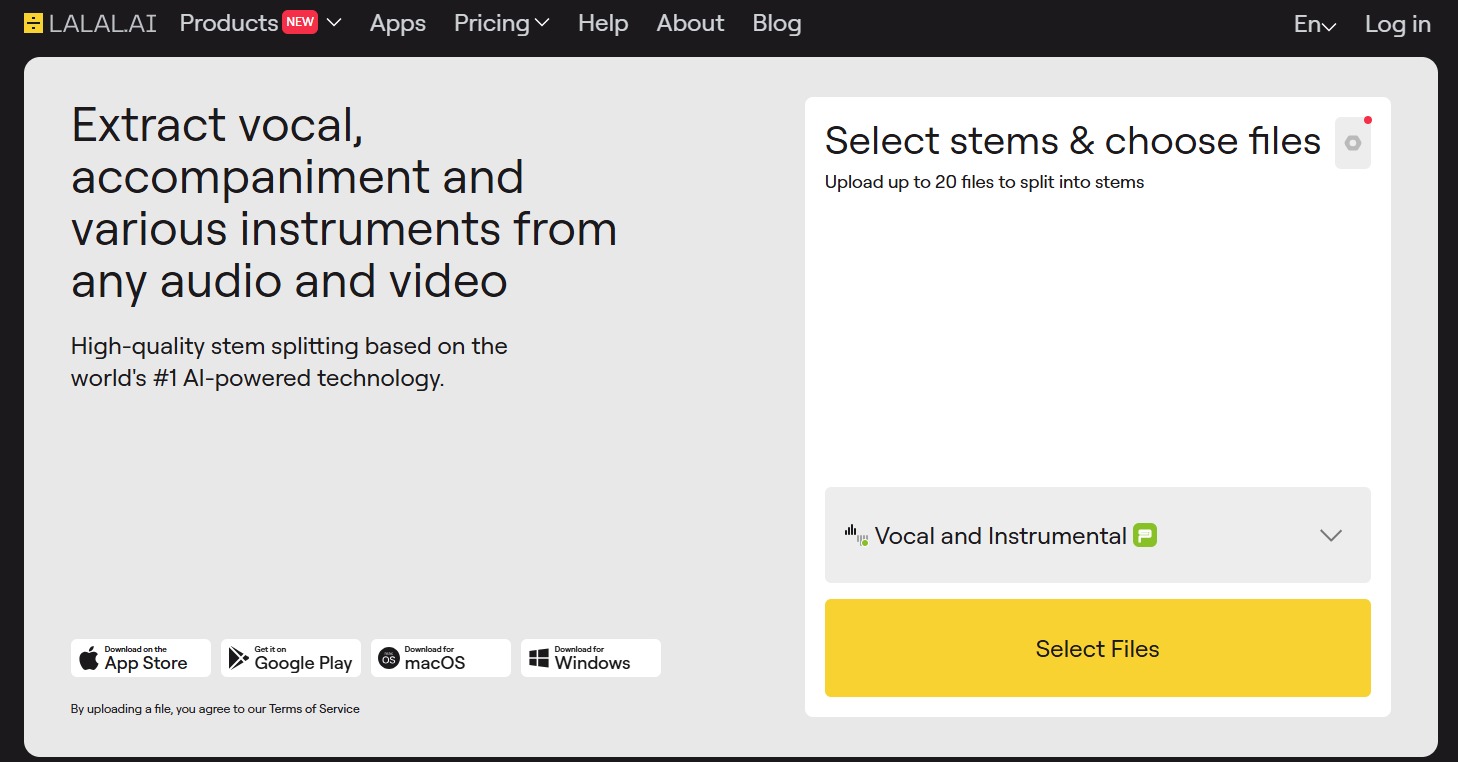 LALAL.AI Products NEW Apps Pricing Help About Blog En Log in
Extract vocal,
accompaniment and
various instruments from
any audio and video
High-quality stem splitting based on the
world's #1 AI-powered technology.
Download on the
App Store
Get it on
Google Play
mac
OS
Download for
macOS
Download for
Windows
By uploading a file, you agree to our Terms of Service
Select stems & choose files
Upload up to 20 files to split into stems
Vocal and Instrumental
Select Files